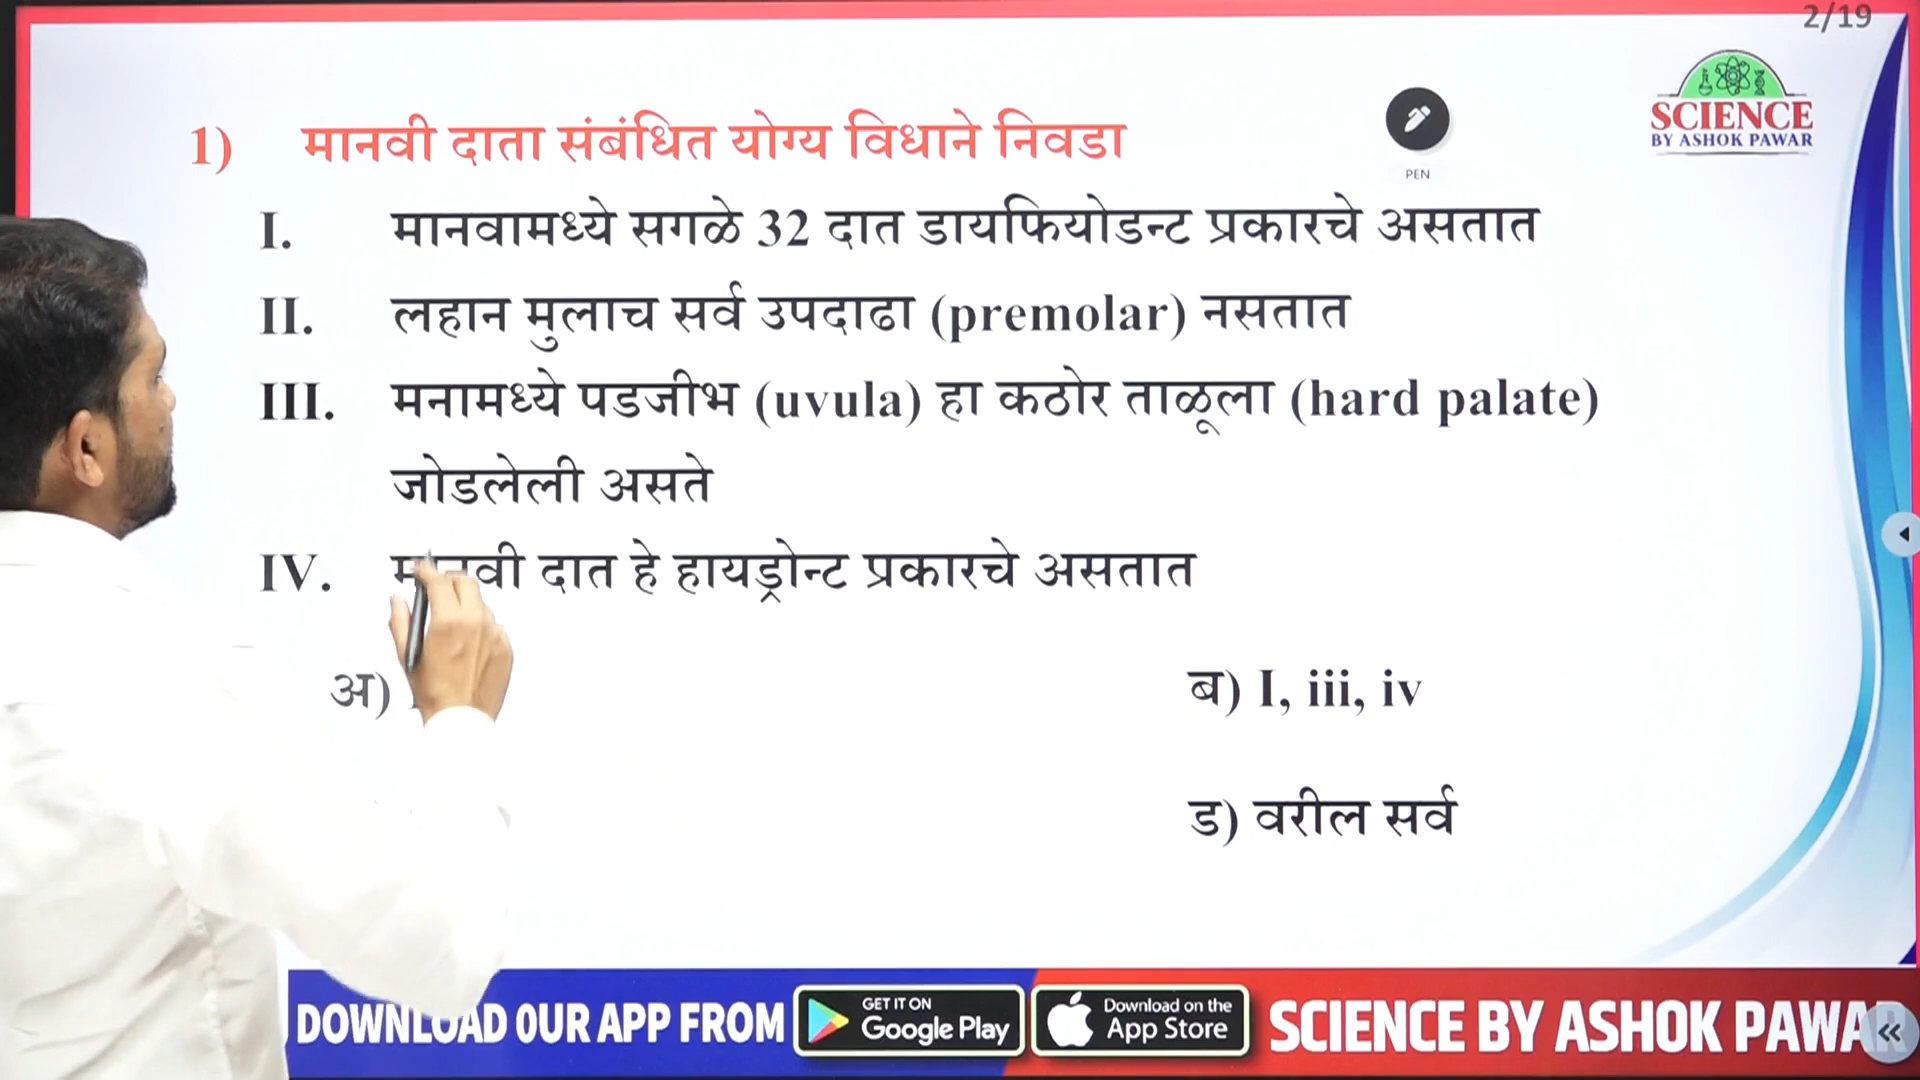 2/19
SCIENCE
BY ASHOK PAWAR
1) मानवी दाता संबंधित योग्य विधाने निवडा
PEN
I. मानवामध्ये सगळे 32 दात डायफियोडन्ट प्रकारचे असतात
II. लहान मुलाच सर्व उपदाढा (premolar) नसतात
III. मनामध्ये पडजीभ (uvula) हा कठोर ताळूला (hard palate)
जोडलेली असते
IV. दात हे हायड्रोन्ट प्रकारचे असतात
अ)
ब) I, iii, iv
ड) वरील सर्व
DOWNLOAD OUR APP FROM
GET IT ON
Google Play
Download on the
App Store
SCIENCE BY ASHOK